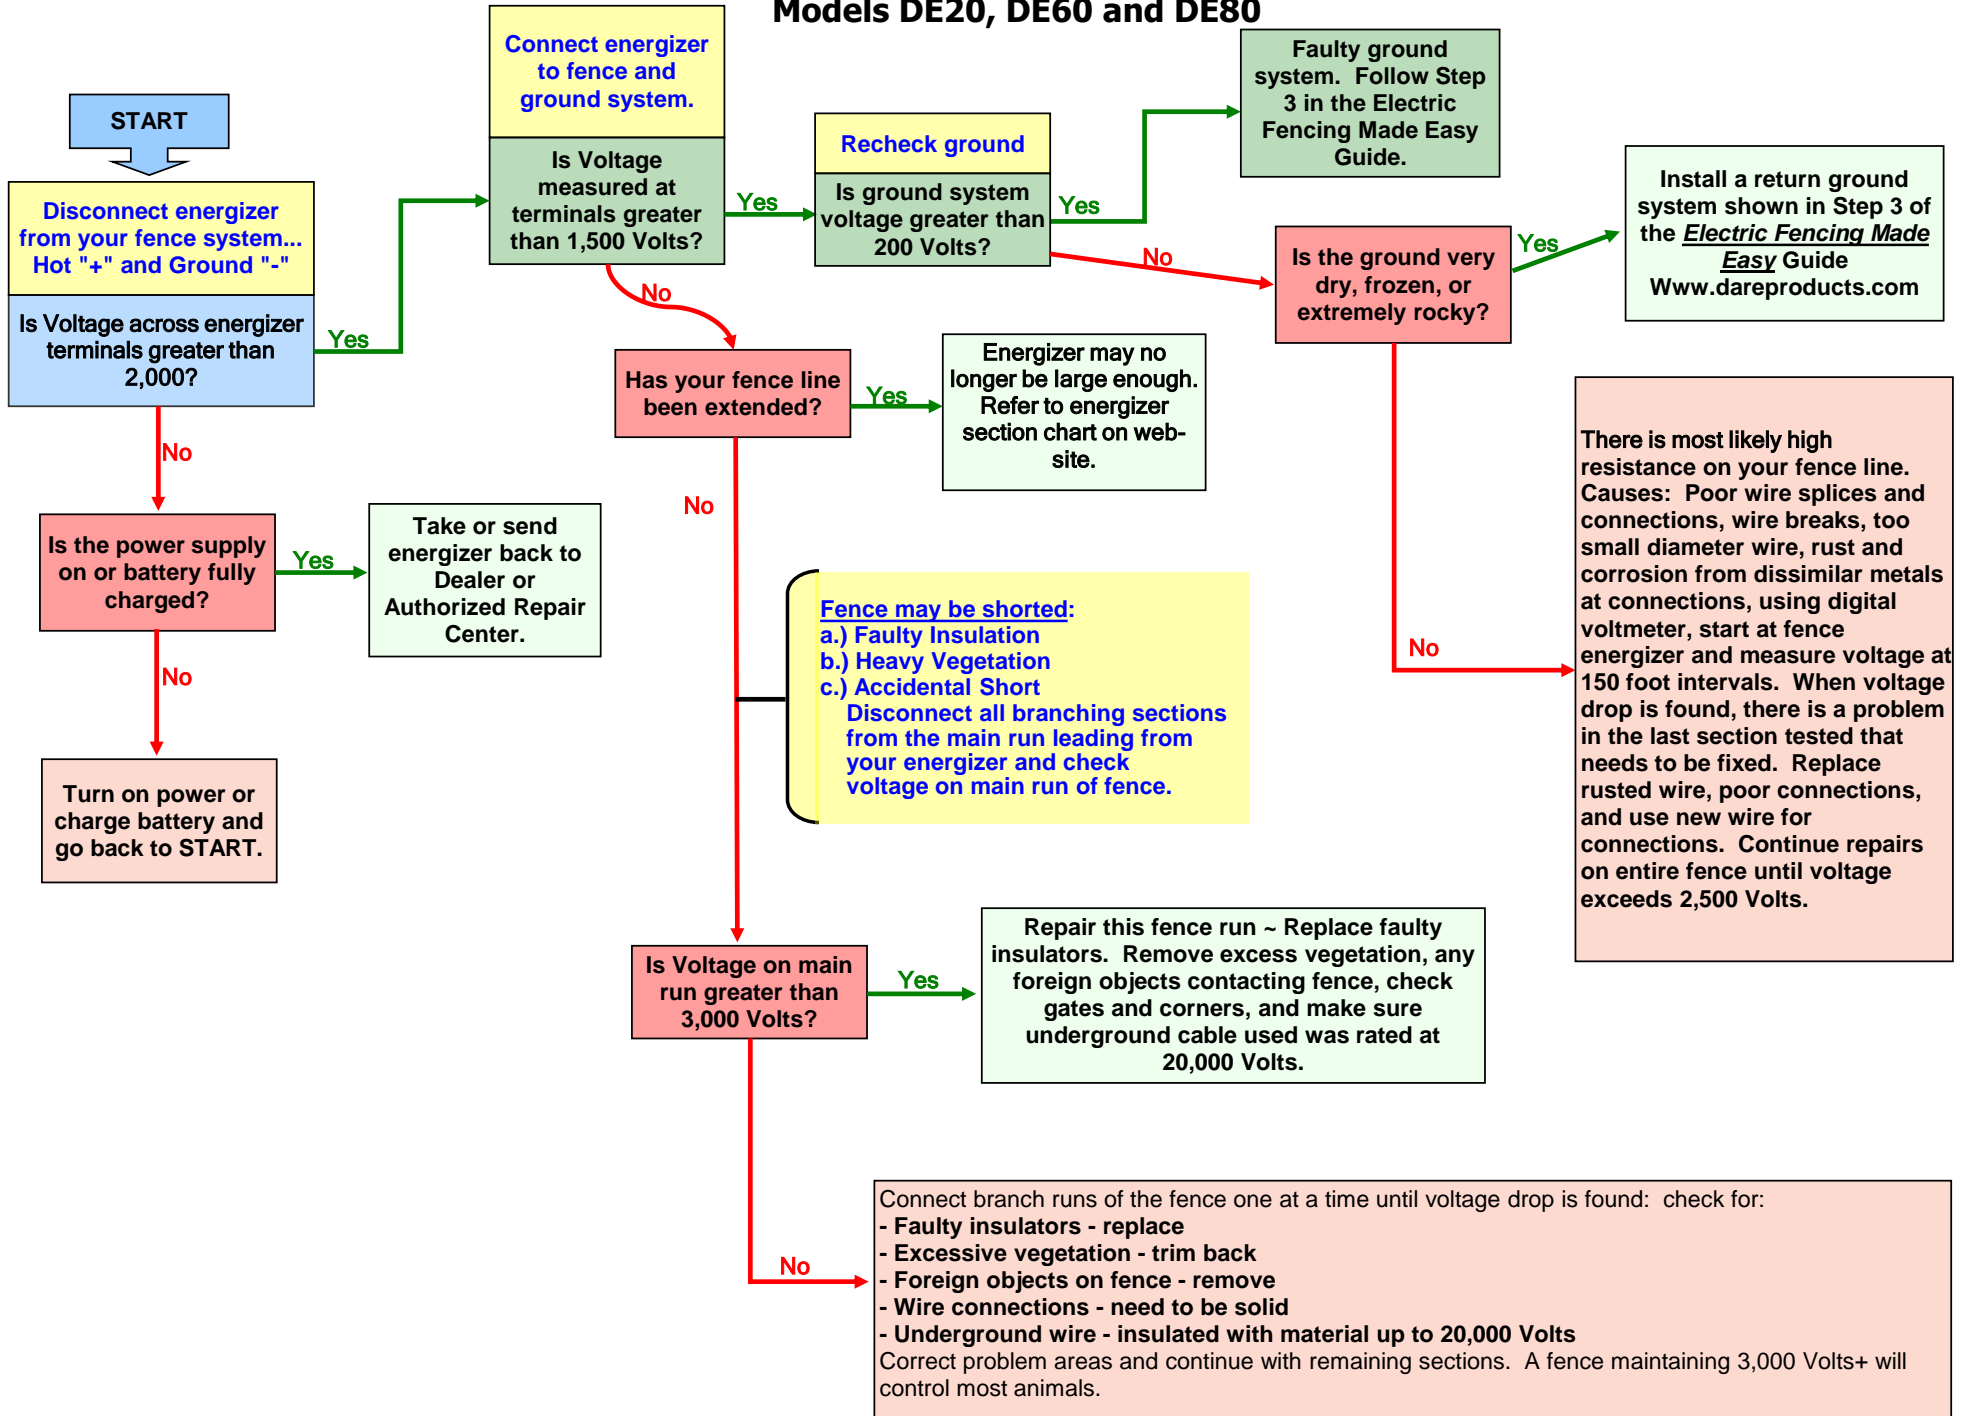 Models DE20, DE60 and DE80
START
Disconnect energizer
from your fence system...
Hot "+" and Ground "-"
Is Voltage across energizer
terminals greater than
2,000?
Yes
No
Is the power supply
on or battery fully
charged?
Yes
Take or send
energizer back to
Dealer or
Authorized Repair
Center.
No
Turn on power or
charge battery and
go back to START.
Connect energizer
to fence and
ground system.
Is Voltage
measured at
terminals greater
than 1,500 Volts?
Yes
No
Recheck ground
Is ground system
voltage greater than
200 Volts?
Yes
No
Faulty ground
system.  Follow Step
3 in the Electric
Fencing Made Easy
Guide.
Is the ground very
dry, frozen, or
extremely rocky?
Yes
Install a return ground
system shown in Step 3 of
the Electric Fencing Made
Easy Guide
Www.dareproducts.com
No
There is most likely high
resistance on your fence line.
Causes:  Poor wire splices and
connections, wire breaks, too
small diameter wire, rust and
corrosion from dissimilar metals
at connections, using digital
voltmeter, start at fence
energizer and measure voltage at
150 foot intervals.  When voltage
drop is found, there is a problem
in the last section tested that
needs to be fixed.  Replace
rusted wire, poor connections,
and use new wire for
connections.  Continue repairs
on entire fence until voltage
exceeds 2,500 Volts.
Has your fence line
been extended?
Yes
Energizer may no
longer be large enough.
Refer to energizer
section chart on web-
site.
No
Fence may be shorted:
a.) Faulty Insulation
b.) Heavy Vegetation
c.) Accidental Short
Disconnect all branching sections
from the main run leading from
your energizer and check
voltage on main run of fence.
Is Voltage on main
run greater than
3,000 Volts?
Yes
Repair this fence run ~ Replace faulty
insulators.  Remove excess vegetation, any
foreign objects contacting fence, check
gates and corners, and make sure
underground cable used was rated at
20,000 Volts.
No
Connect branch runs of the fence one at a time until voltage drop is found:  check for:
- Faulty insulators - replace
- Excessive vegetation - trim back
- Foreign objects on fence - remove
- Wire connections - need to be solid
- Underground wire - insulated with material up to 20,000 Volts
Correct problem areas and continue with remaining sections.  A fence maintaining 3,000 Volts+ will
control most animals.